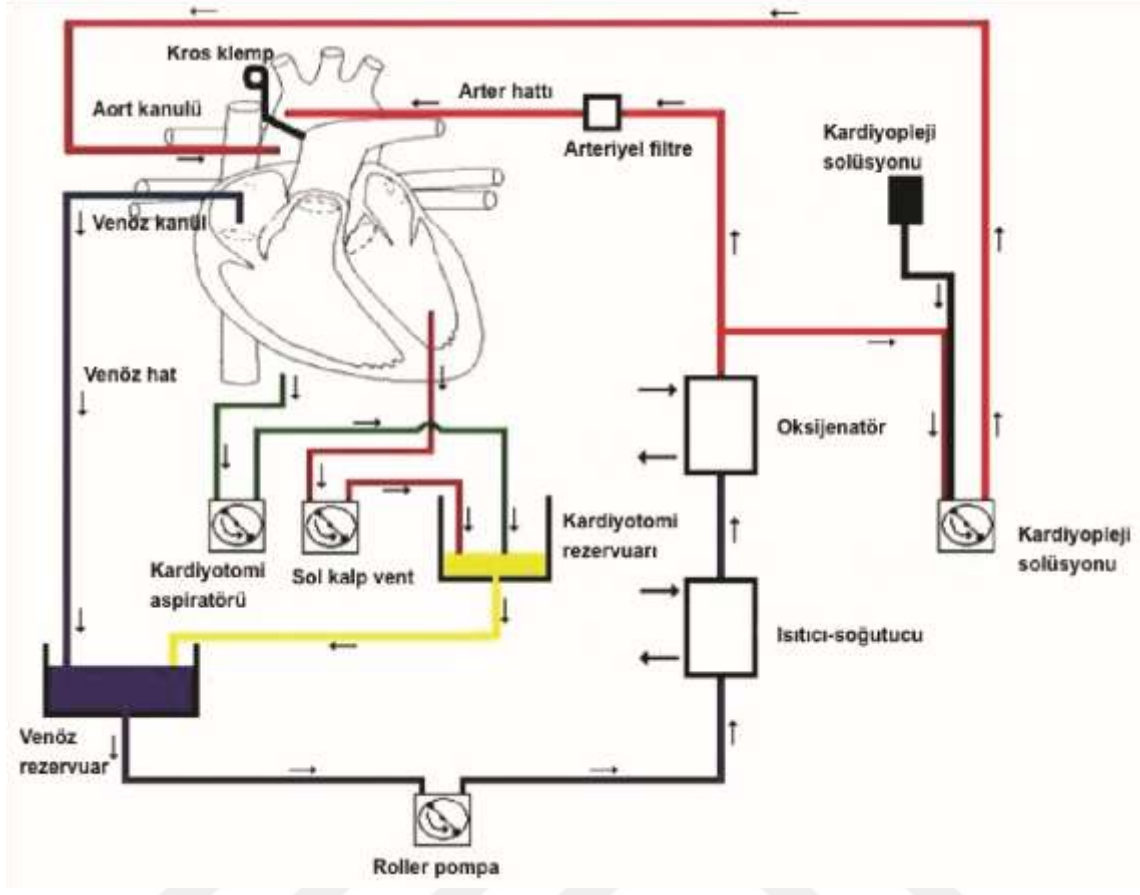 Kros klemp
Aort kanülü
Arter hattı
Arteriyel filtre
Kardiyopleji
solüsyonu
Venöz kanül
Venöz hat
Oksijenatör
Kardiyotomi
rezervuarı
Kardiyopleji
solüsyonu
Kardiyotomi
aspiratörü
Sol kalp vent
Isıtıcı-soğutucu
Venöz
rezervuar
Roller pompa